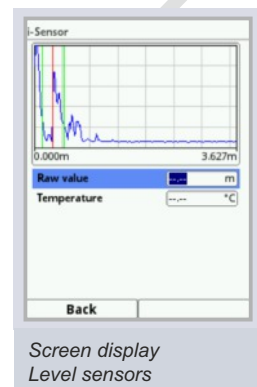 i-Sensor
0.000m 3.627m
Raw value --.-- m
Temperature --.-- °C
Back
Screen display
Level sensors